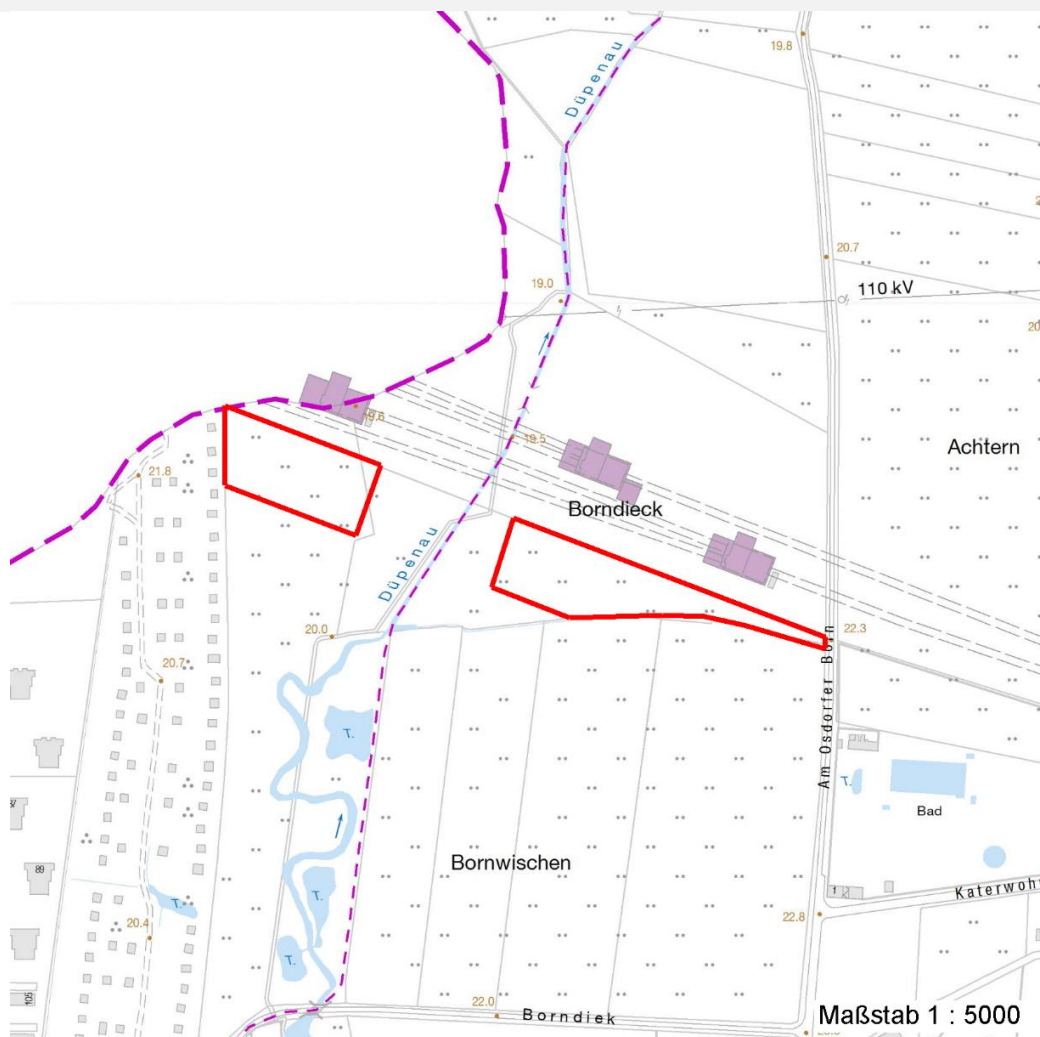 19.8
Düpenau
20.7
19.0
110 kV
19.6
19.5
Achtern
21.8
Borndieck
Düpenau
20.0
22.3
Am Osdorfer Born
20.7
T.
T.
Bad
Bornwischen
89
T.
1
Katerwohr
T.
20.4
22.8
T.
105
22.0
Borndiek
Maßstab 1 : 5000